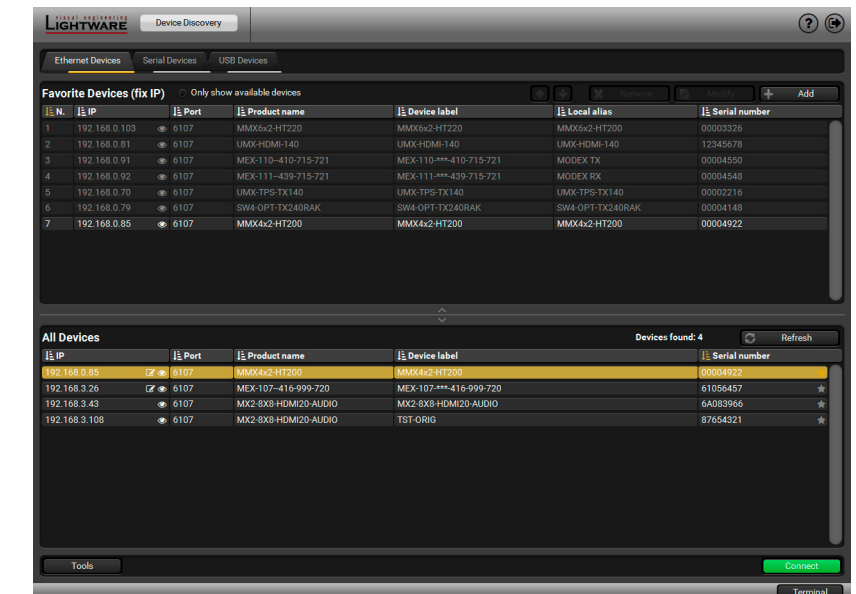 visual engineering
LIGHTWARE
Device Discovery
?
Ethernet Devices Serial Devices USB Devices
Favorite Devices (fix IP) Only show available devices Remove Modify Add
N. IP Port Product name Device label Local alias Serial number
1 192.168.0.103 6107 MMX6x2-HT220 MMX6x2-HT220 MMX6x2-HT200 00003326
2 192.168.0.81 6107 UMX-HDMI-140 UMX-HDMI-140 UMX-HDMI-140 12345678
3 192.168.0.91 6107 MEX-110--410-715-721 MEX-110-***-410-715-721 MODEX TX 00004550
4 192.168.0.92 6107 MEX-111--439-715-721 MEX-111-***-439-715-721 MODEX RX 00004548
5 192.168.0.70 6107 UMX-TPS-TX140 UMX-TPS-TX140 UMX-TPS-TX140 00002216
6 192.168.0.79 6107 SW4-OPT-TX240RAK SW4-OPT-TX240RAK SW4-OPT-TX240RAK 00004148
7 192.168.0.85 6107 MMX4x2-HT200 MMX4x2-HT200 MMX4x2-HT200 00004922
All Devices Devices found: 4 Refresh
IP Port Product name Device label Serial number
192.168.0.85 6107 MMX4x2-HT200 MMX4x2-HT200 00004922
192.168.3.26 6107 MEX-107--416-999-720 MEX-107-***-416-999-720 61056457
192.168.3.43 6107 MX2-8X8-HDMI20-AUDIO MX2-8X8-HDMI20-AUDIO 6A083966
192.168.3.108 6107 MX2-8X8-HDMI20-AUDIO TST-ORIG 87654321
Tools Connect
Terminal